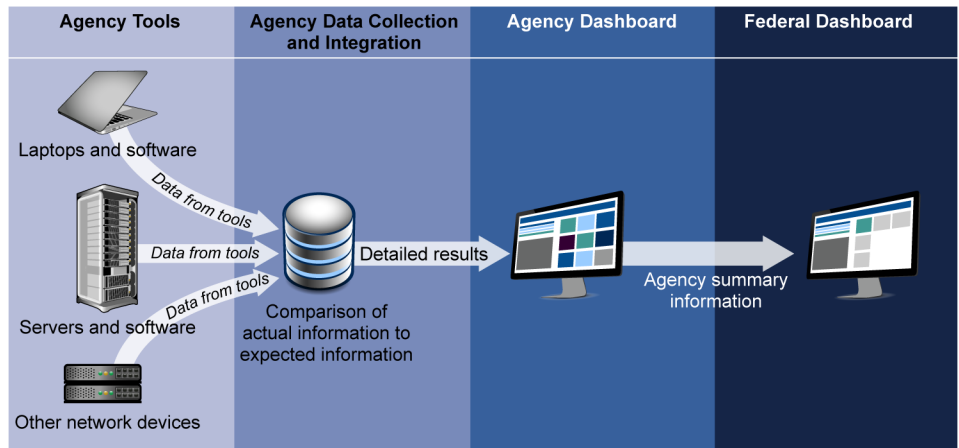 Agency Tools
Agency Data Collection
and Integration
Agency Dashboard
Federal Dashboard
Laptops and software
Data from tools
Servers and software
Data from tools
Other network devices
Data from tools
Comparison of
actual information to
expected information
Detailed results
Agency summary
information